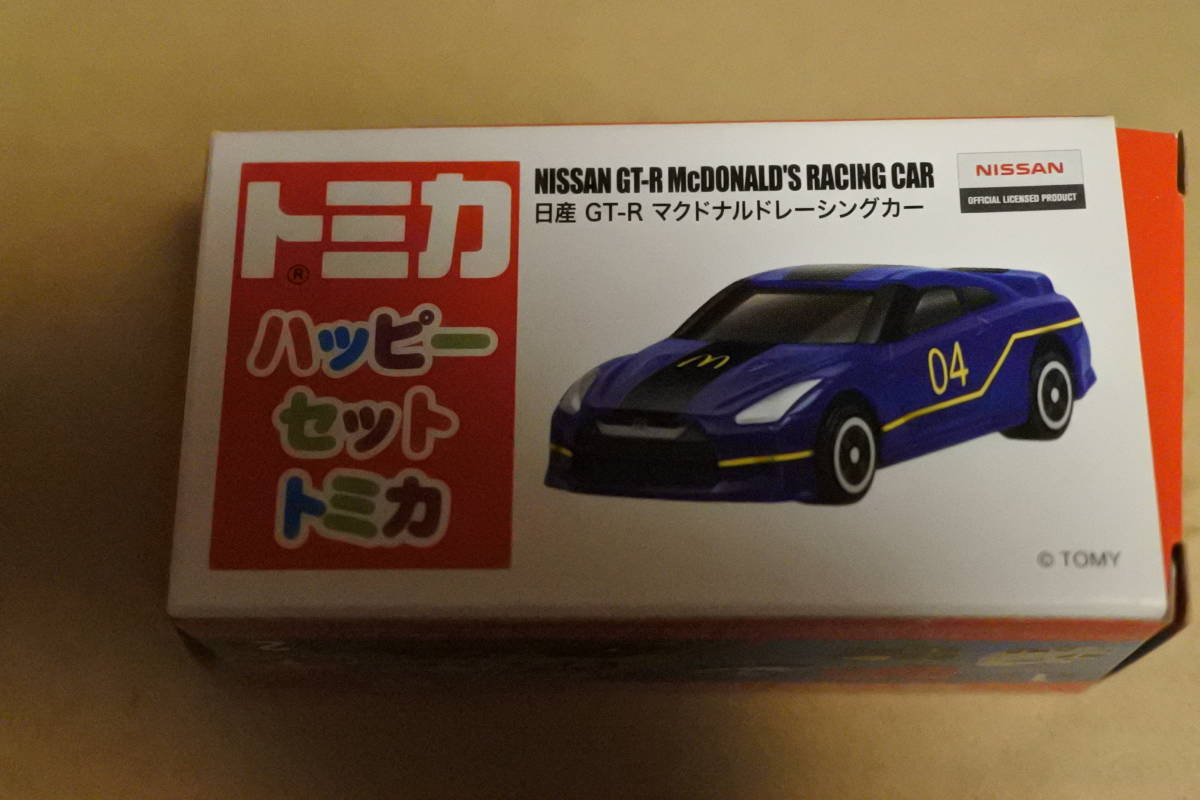 トミカ
®
ハッピー
セット
トミカ
NISSAN GT-R McDONALD'S RACING CAR
日産 GT-R マクドナルドレーシングカー
NISSAN
OFFICIAL LICENSED PRODUCT
M
04
© TOMY